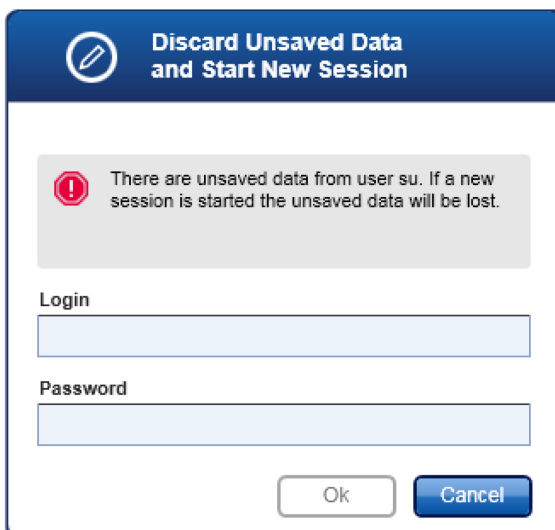 Discard Unsaved Data
and Start New Session
There are unsaved data from user su. If a new
session is started the unsaved data will be lost.
Login
Password
Ok
Cancel